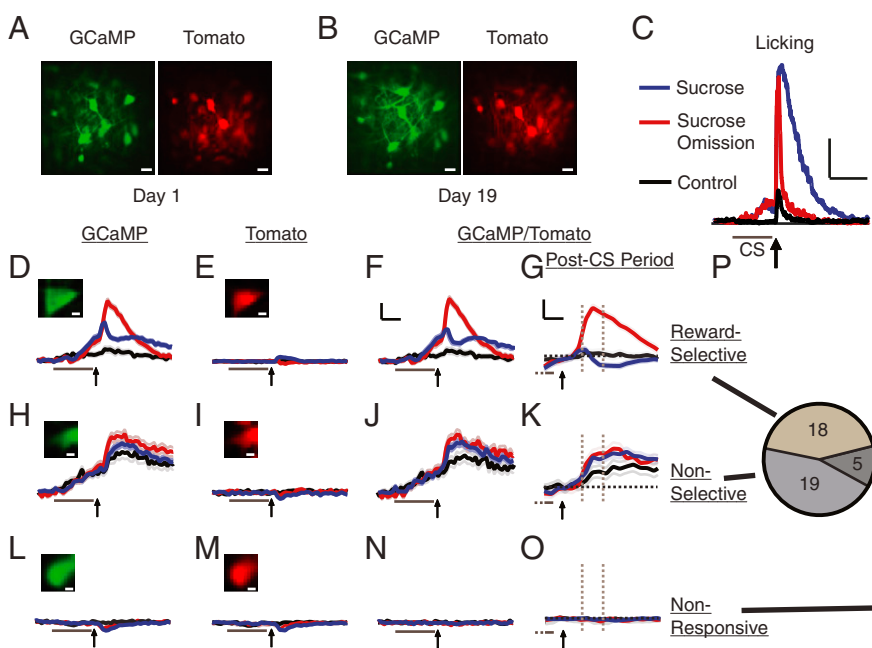 A
GCaMP
Tomato
Day 1
B
GCaMP
Tomato
Day 19
C
Licking
Sucrose
Sucrose
Omission
Control
CS
GCaMP
Tomato
GCaMP/Tomato
D
E
F
G
Post-CS Period
P
Reward-
Selective
H
I
J
K
Non-
Selective
18
5
19
L
M
N
O
Non-
Responsive